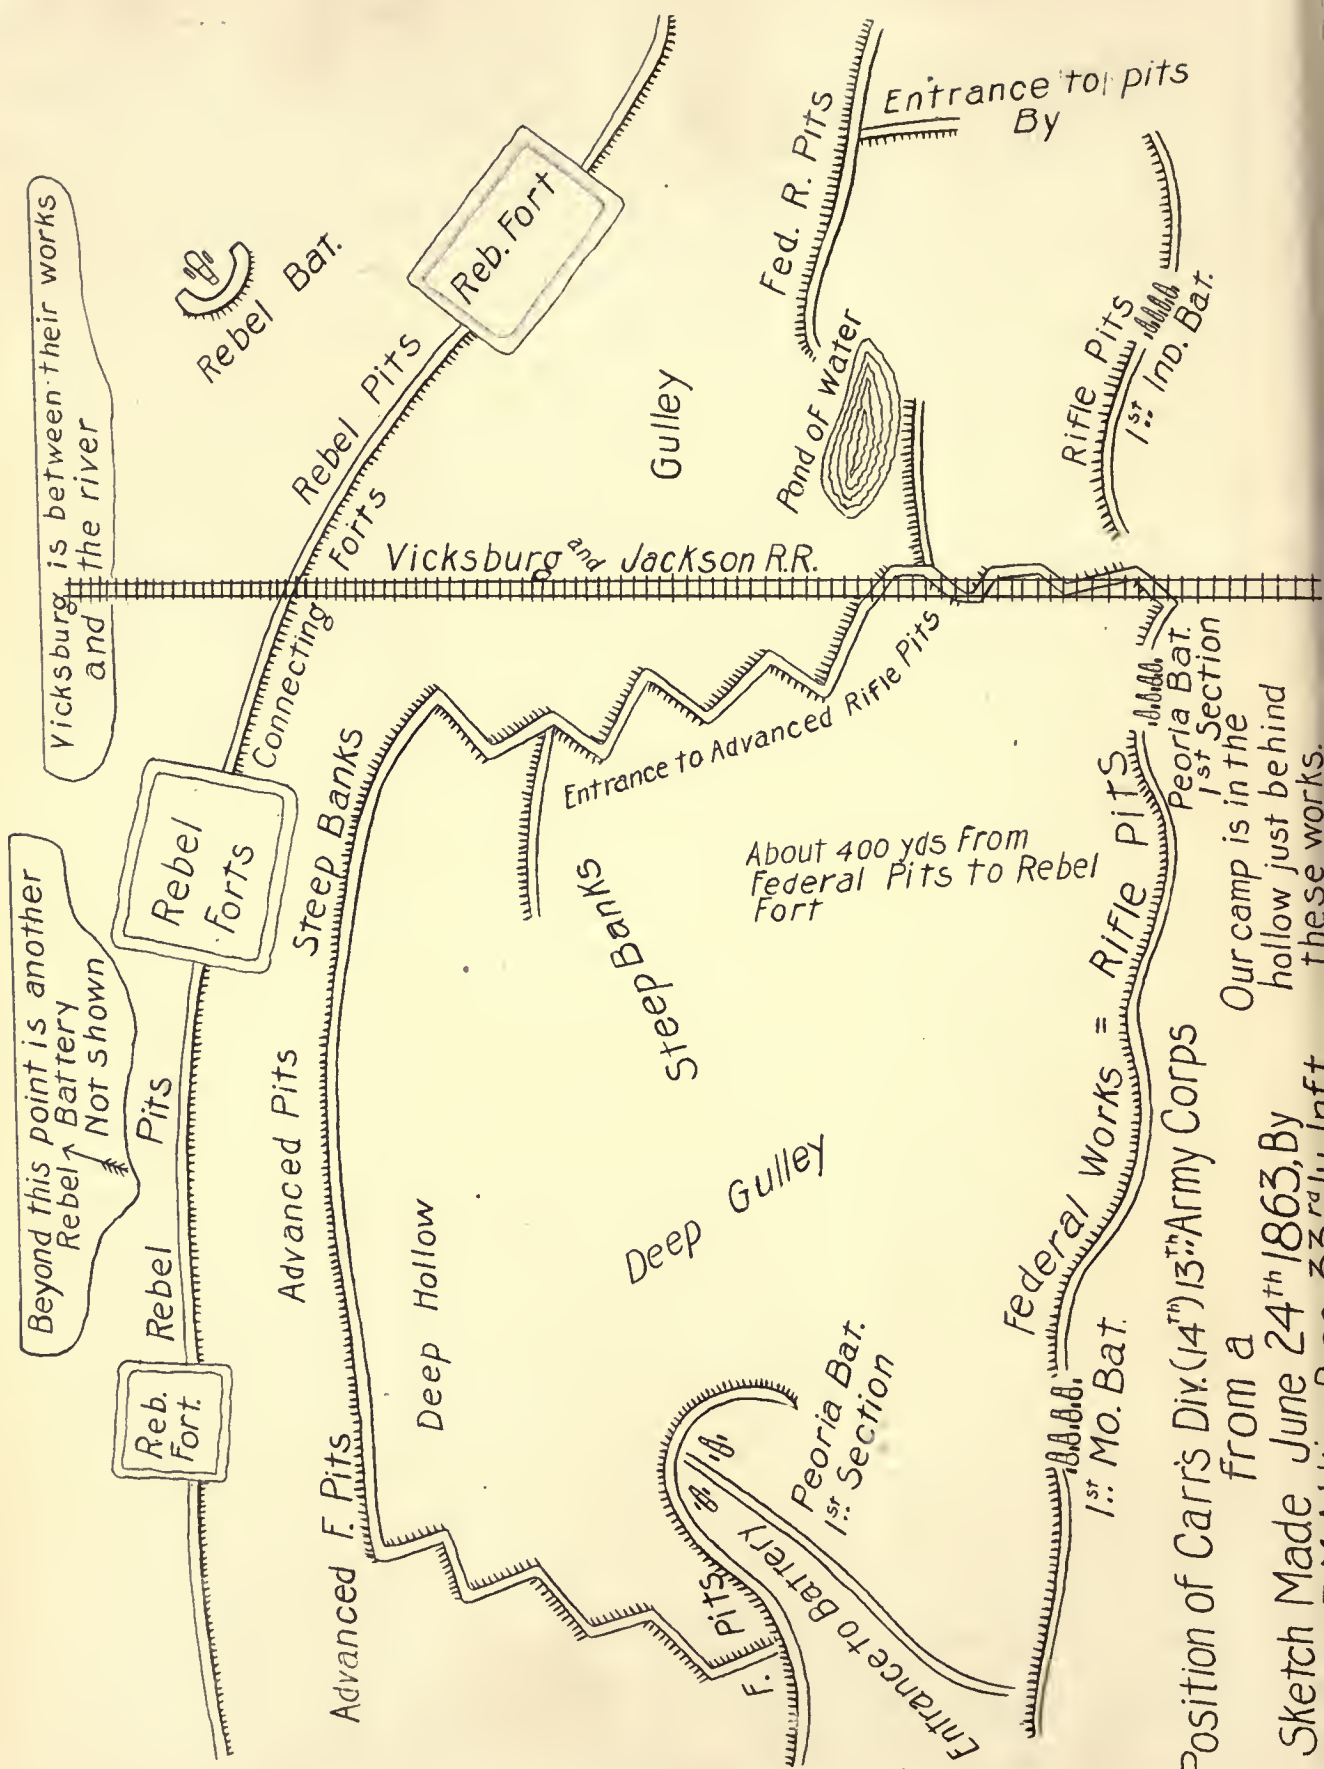 Vicksburg is between their works
and the river
Beyond this point is another
Rebel Battery
Not shown
Rebel Bat.
Reb. Fort
Rebel Pits
Connecting Forts
Rebel
Forts
Rebel Pits
Reb.
Fort.
Vicksburg and Jackson R.R.
Gulley
Fed. R. Pits
Entrance to pits
By
Pond of Water
Rifle Pits
1st Ind. Bat.
Steep Banks
Advanced Pits
Advanced F. Pits
Deep Hollow
Entrance to Advanced Rifle Pits
Steep Banks
About 400 yds From
Federal Pits to Rebel
Fort
Deep Gulley
Peoria Bat.
1st Section
F. Pits
Entrance to Battery
Federal Works = Rifle Pits
Peoria Bat.
1st Section
1st Mo. Bat.
Our camp is in the
hollow just behind
these works.
Position of Carr's Div. (14th) 13th Army Corps
from a
Sketch Made June 24th 1863, By
33rd